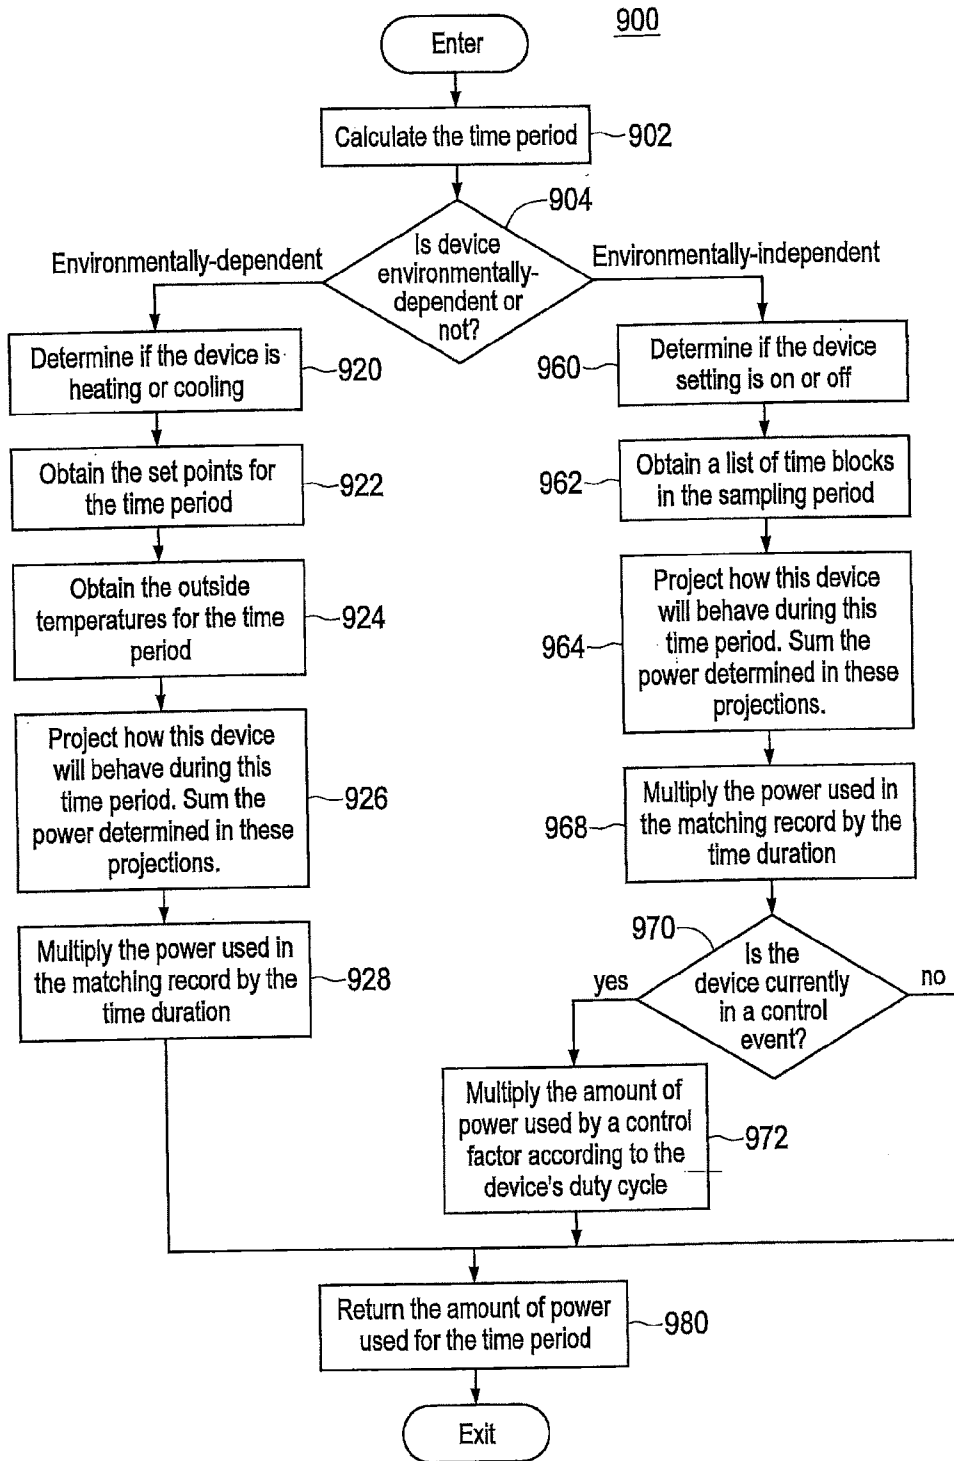 900
Enter
Calculate the time period
902
904
Is device
environmentally-
dependent or
not?
Environmentally-dependent
Environmentally-independent
Determine if the device is
heating or cooling
920
Obtain the set points for
the time period
922
Obtain the outside
temperatures for the time
period
924
Project how this device
will behave during this
time period. Sum the
power determined in these
projections.
926
Multiply the power used in
the matching record by the
time duration
928
960
Determine if the device
setting is on or off
962
Obtain a list of time blocks
in the sampling period
964
Project how this device
will behave during this
time period. Sum the
power determined in these
projections.
968
Multiply the power used in
the matching record by the
time duration
970
Is the
device currently
in a control
event?
yes
no
Multiply the amount of
power used by a control
factor according to the
device's duty cycle
972
Return the amount of power
used for the time period
980
Exit